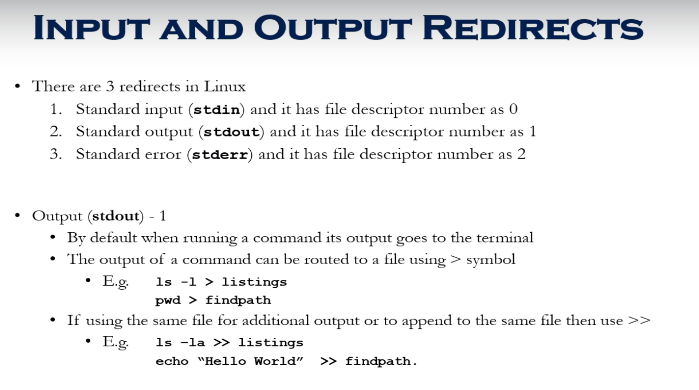 INPUT AND OUTPUT REDIRECTS
• There are 3 redirects in Linux
1. Standard input (stdin) and it has file descriptor number as 0
2. Standard output (stdout) and it has file descriptor number as 1
3. Standard error (stderr) and it has file descriptor number as 2
• Output (stdout) - 1
• By default when running a command its output goes to the terminal
• The output of a command can be routed to a file using > symbol
• E.g. ls -l > listings
pwd > findpath
• If using the same file for additional output or to append to the same file then use >>
• E.g. ls –la >> listings
echo “Hello World” >> findpath.